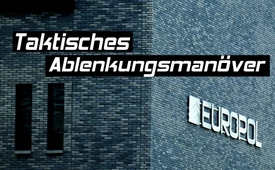 Taktisches
Ablenkungsmanöver
EUROPOL